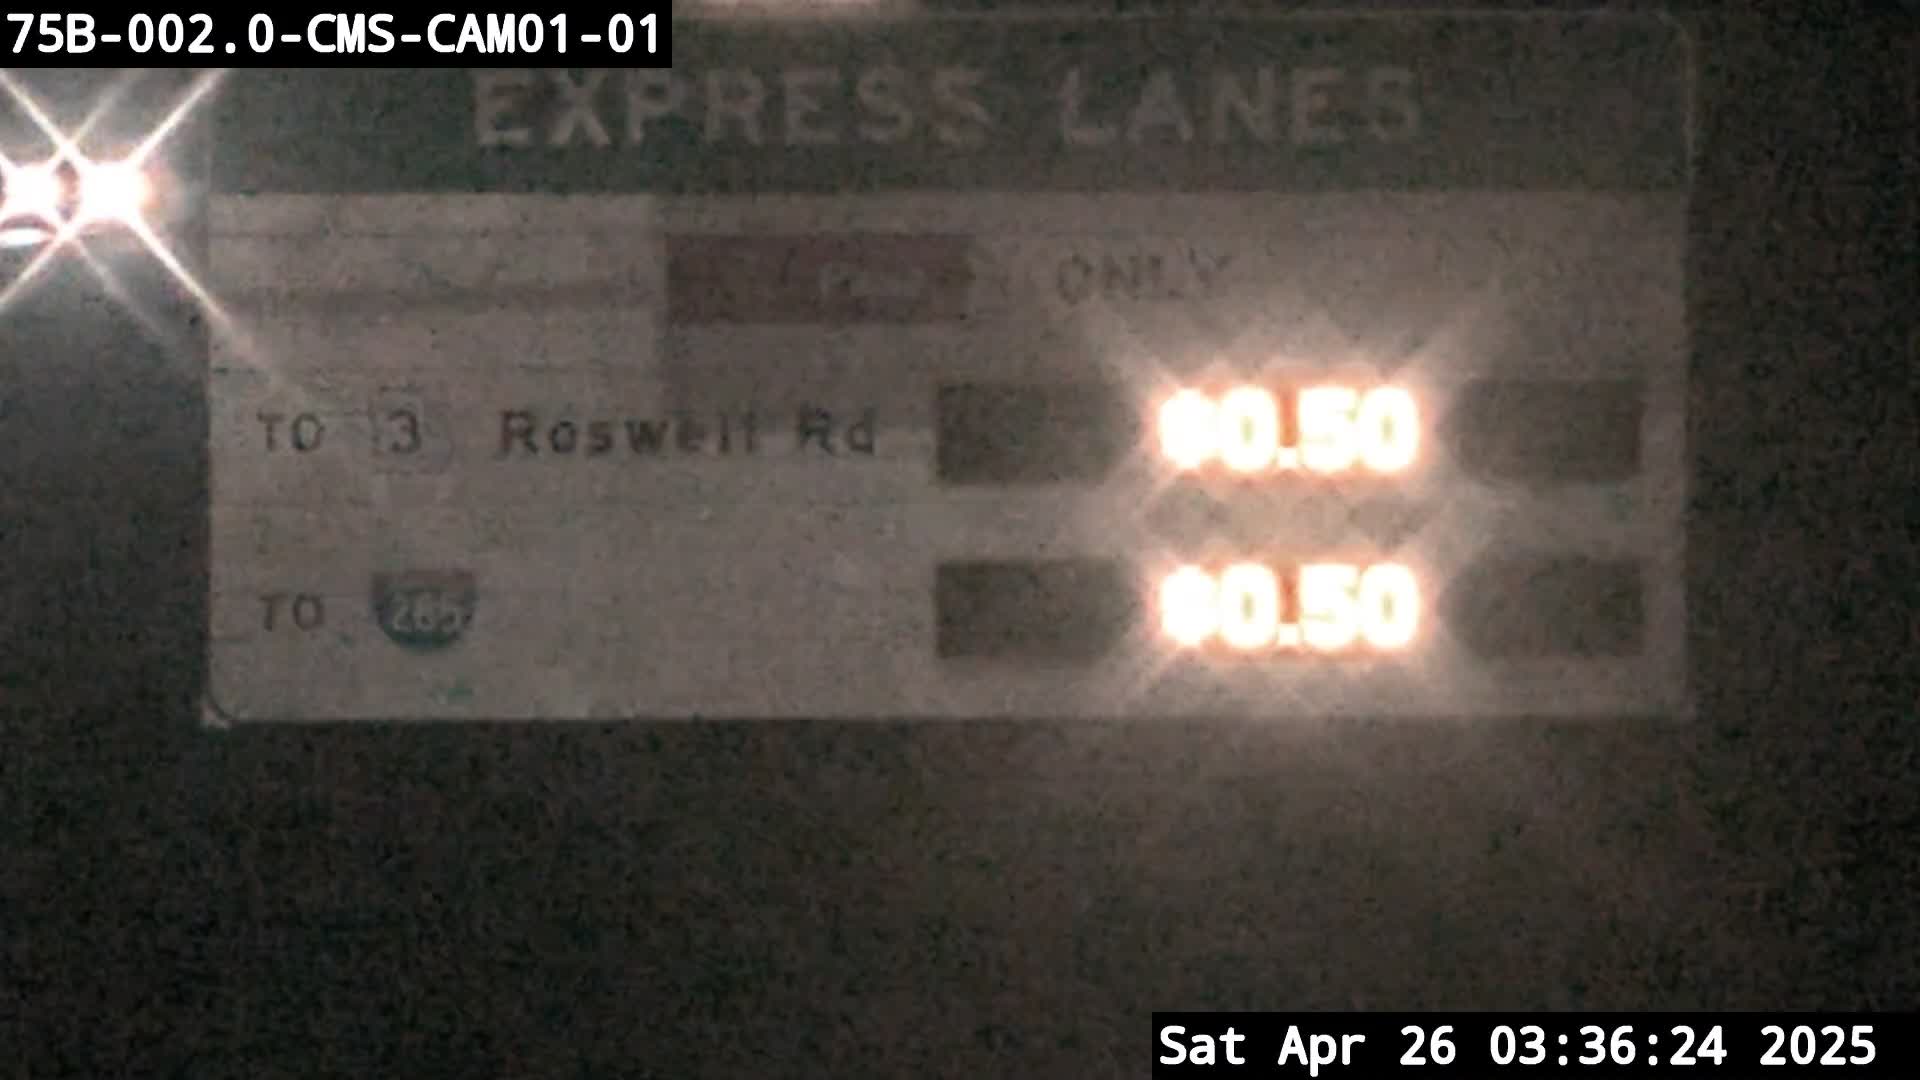 75B-002.0-CMS-CAM01-01
EXPRESS LANES
ONLY
TO 3 Roswell Rd $0.50
TO 285 $0.50
Sat Apr 26 03:36:24 2025